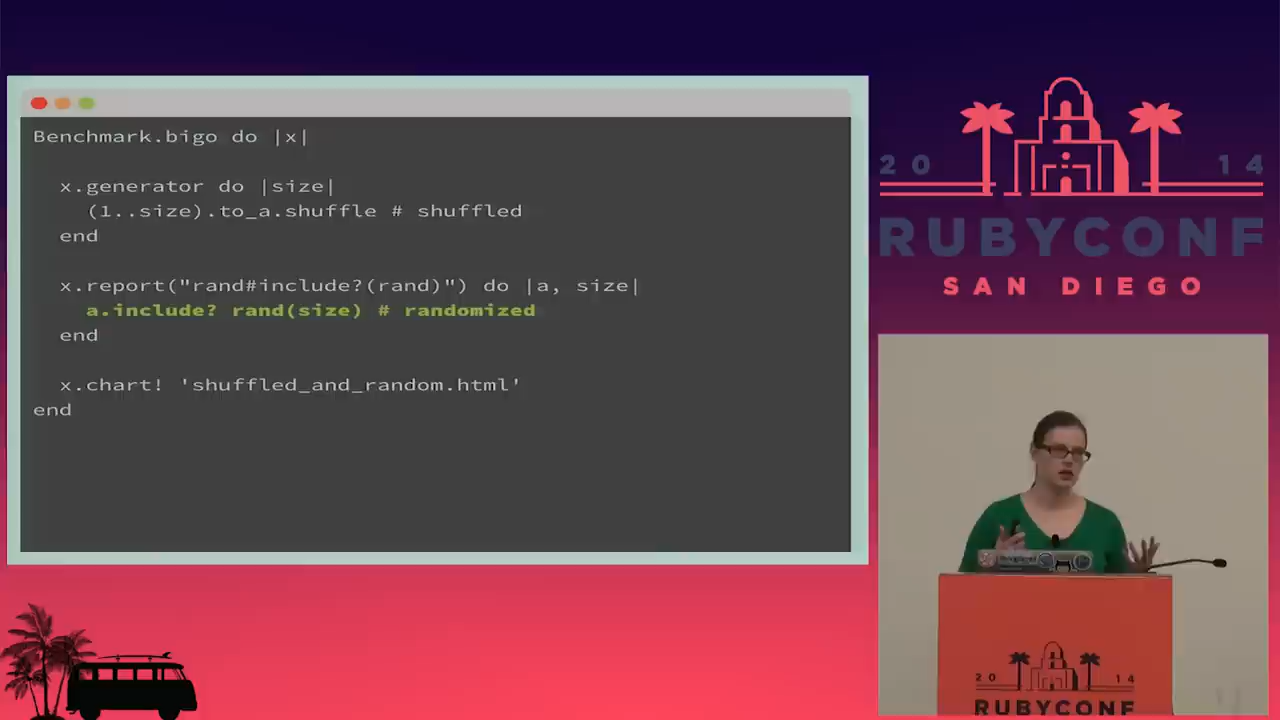 Benchmark.bigo do |x|
x.generator do |size|
(1..size).to_a.shuffle # shuffled
end
x.report("rand#include?(rand)") do |a, size|
a.include? rand(size) # randomized
end
x.chart! 'shuffled_and_random.html'
end
20 14
RUBYCONF
SAN DIEGO
20 14
RUBYCONF